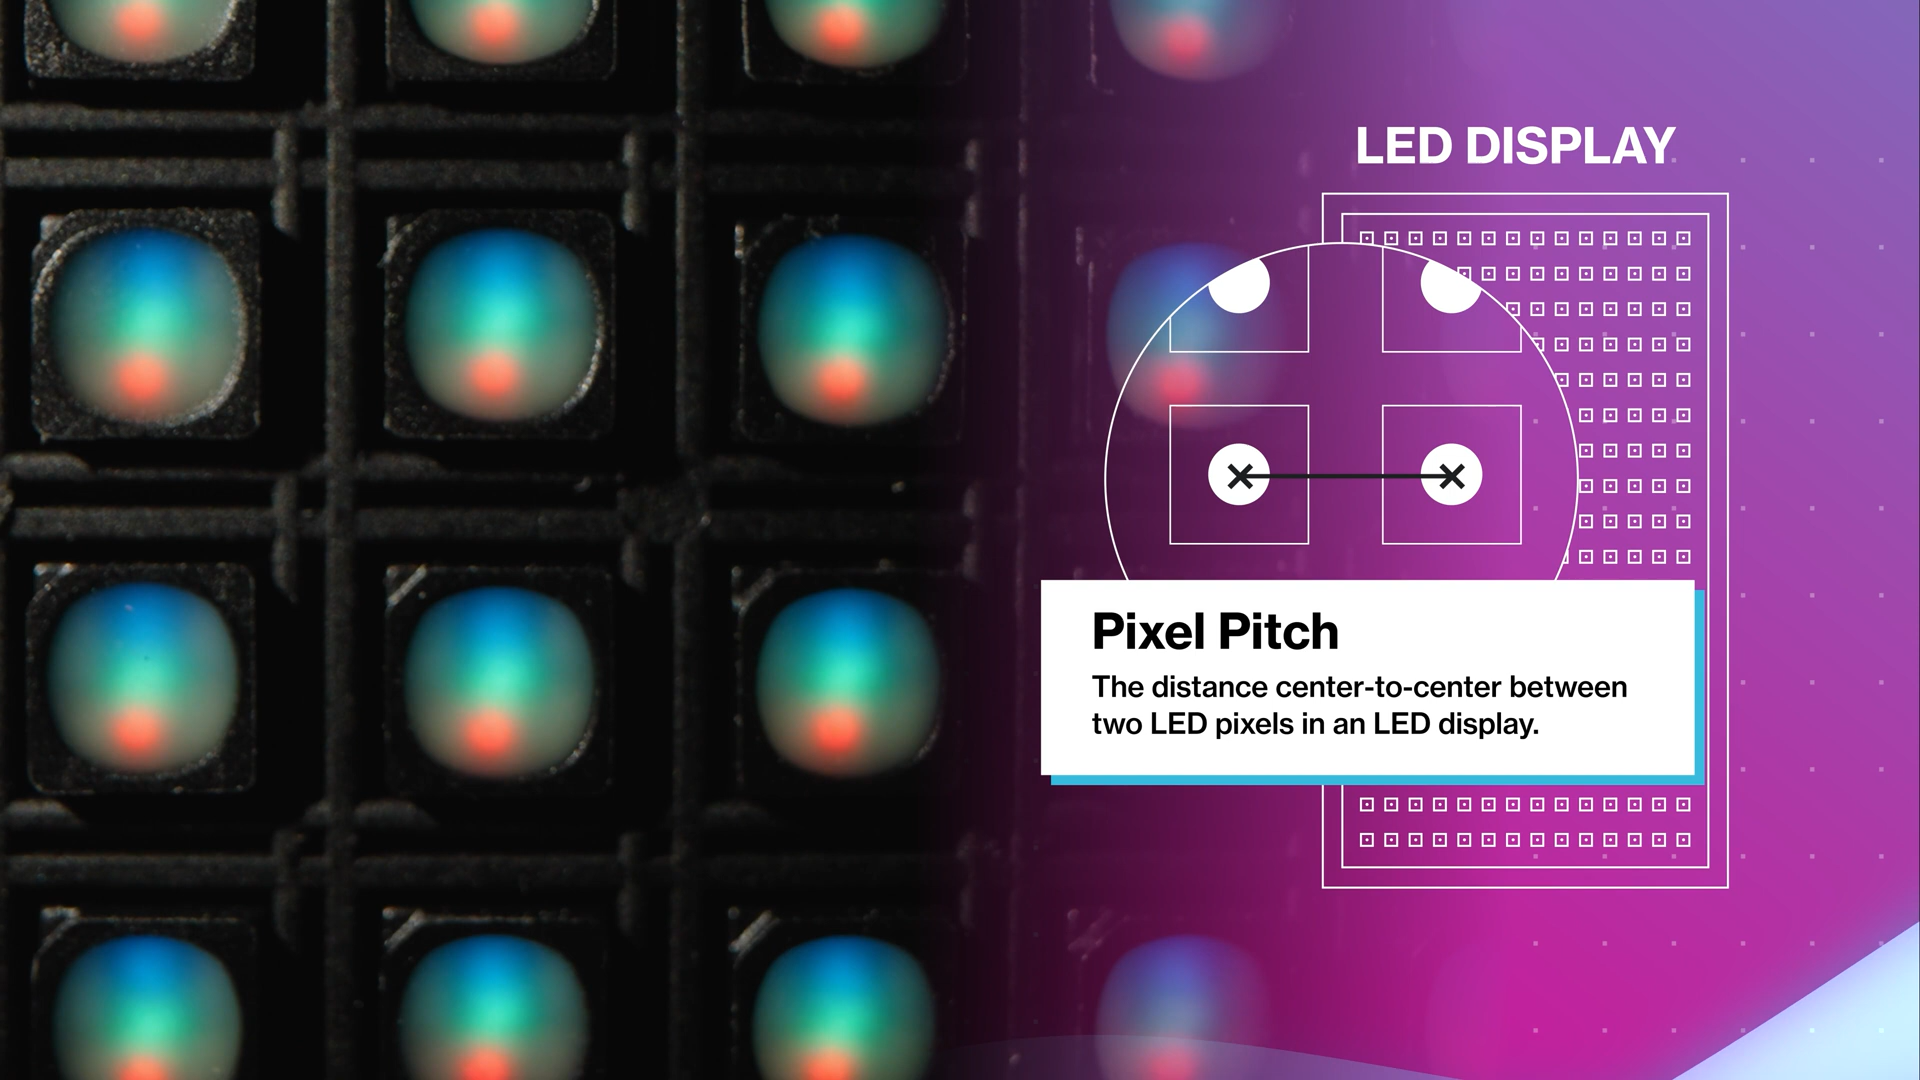 LED DISPLAY
Pixel Pitch
The distance center-to-center between
two LED pixels in an LED display.